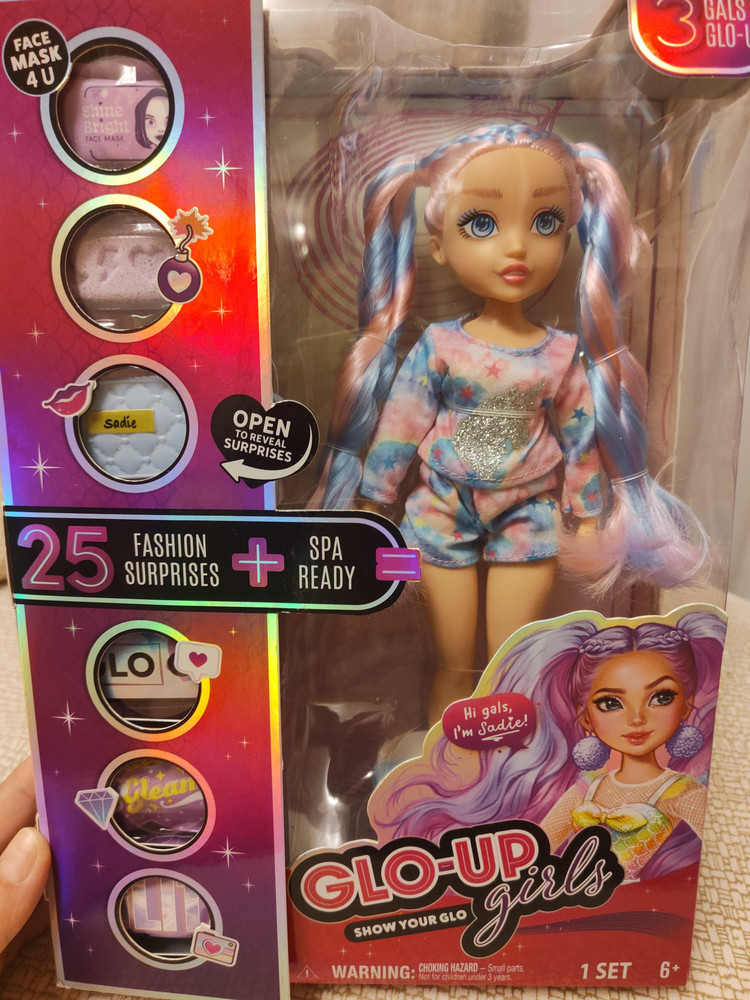 FACE
MASK
4 U
Shine
Bright
FACE MASK
3
GALS
GLO-U
Sadie
OPEN
TO REVEAL
SURPRISES
25 FASHION SURPRISES + SPA READY =
LO
Hi gals,
I'm Sadie!
Glean
GLO-UP
girls
SHOW YOUR GLO
WARNING: CHOKING HAZARD – Small parts.
Not for children under 3 years.
1 SET
6+